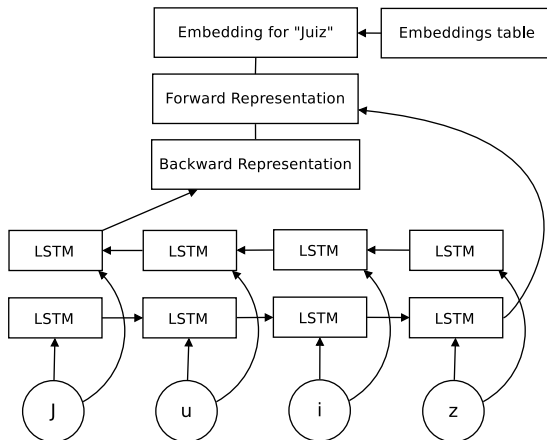 Embedding for "Juiz"
Embeddings table
Forward Representation
Backward Representation
LSTM
LSTM
LSTM
LSTM
LSTM
LSTM
LSTM
LSTM
J
u
i
z